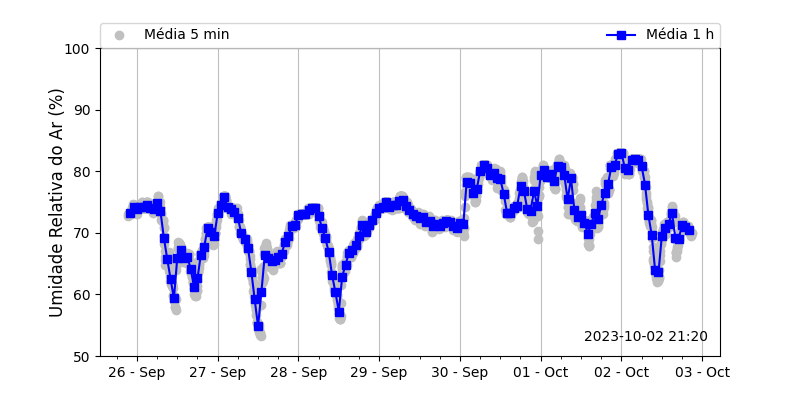 Média 5 min
Média 1 h
Umidade Relativa do Ar (%)
100
90
80
70
60
50
2023-10-02 21:20
26 - Sep
27 - Sep
28 - Sep
29 - Sep
30 - Sep
01 - Oct
02 - Oct
03 - Oct